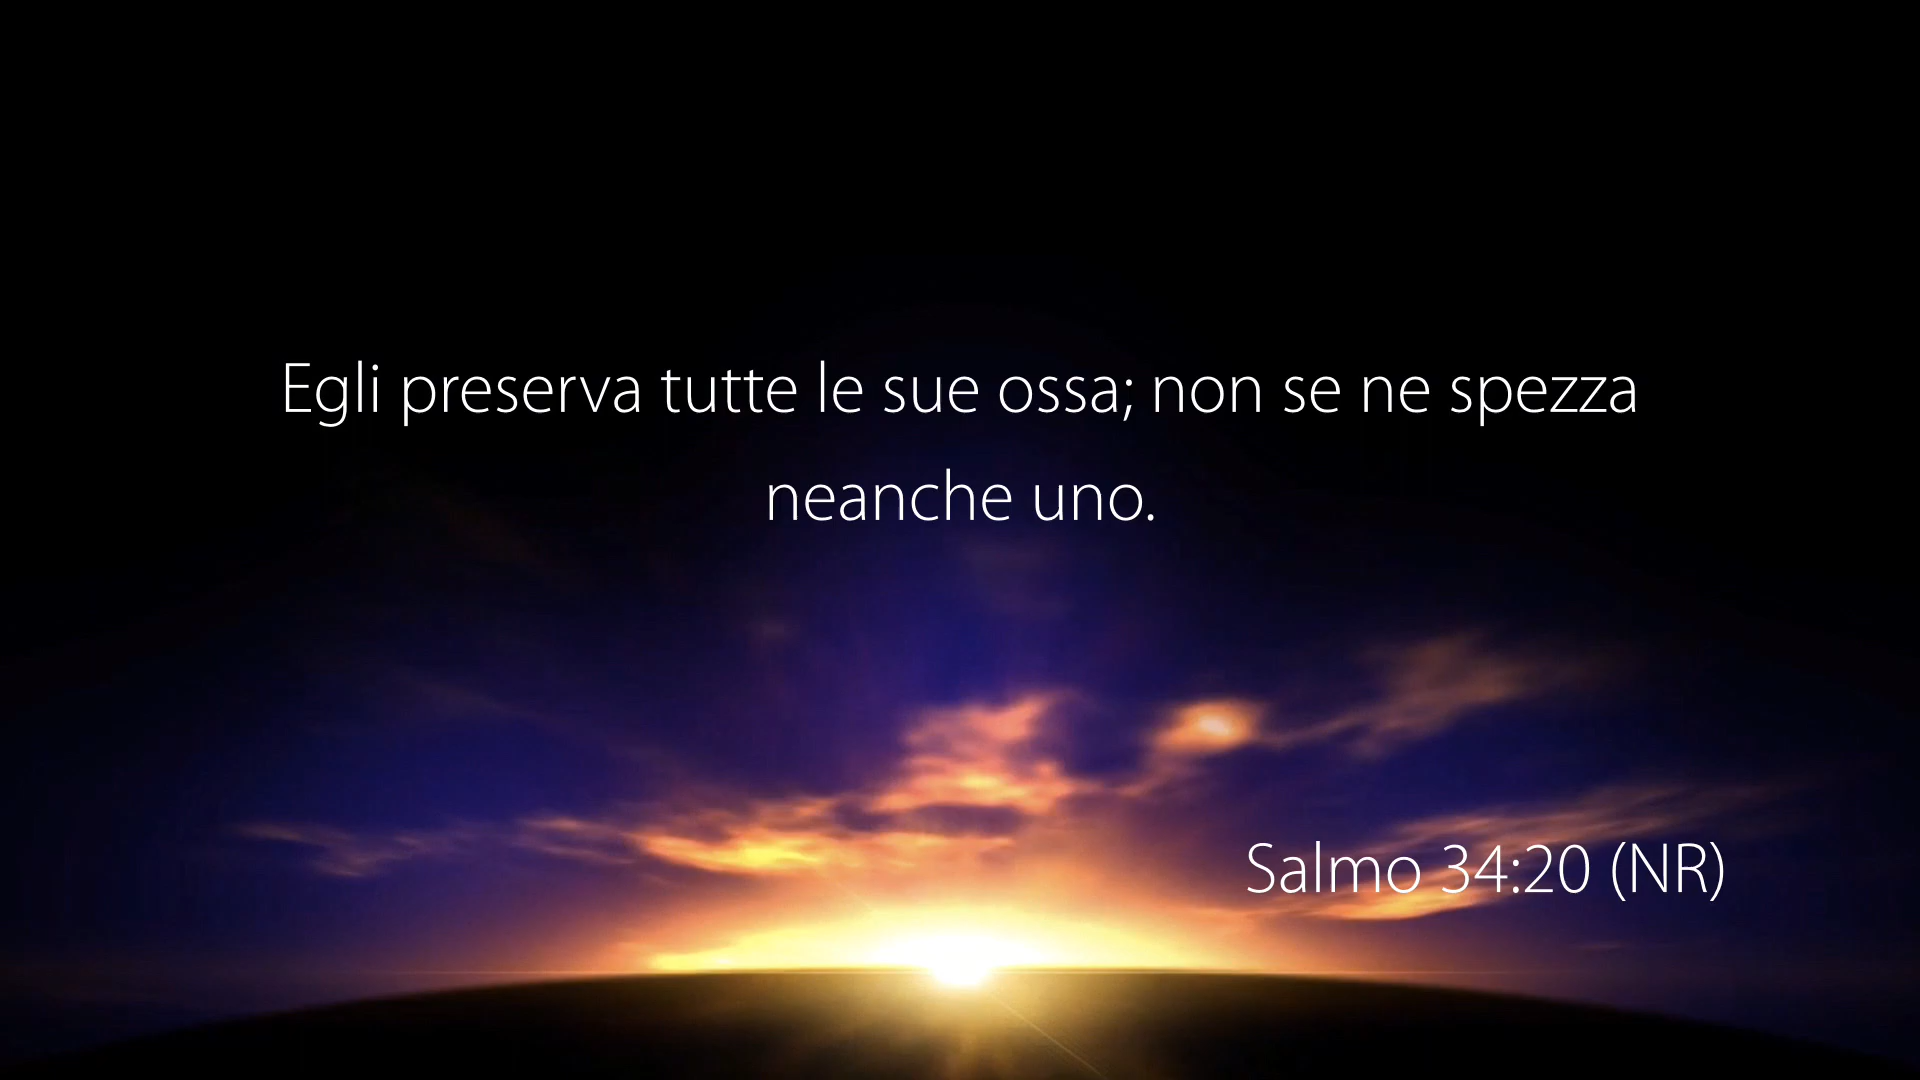 Egli preserva tutte le sue ossa; non se ne spezza
neanche uno.
Salmo 34:20 (NR)